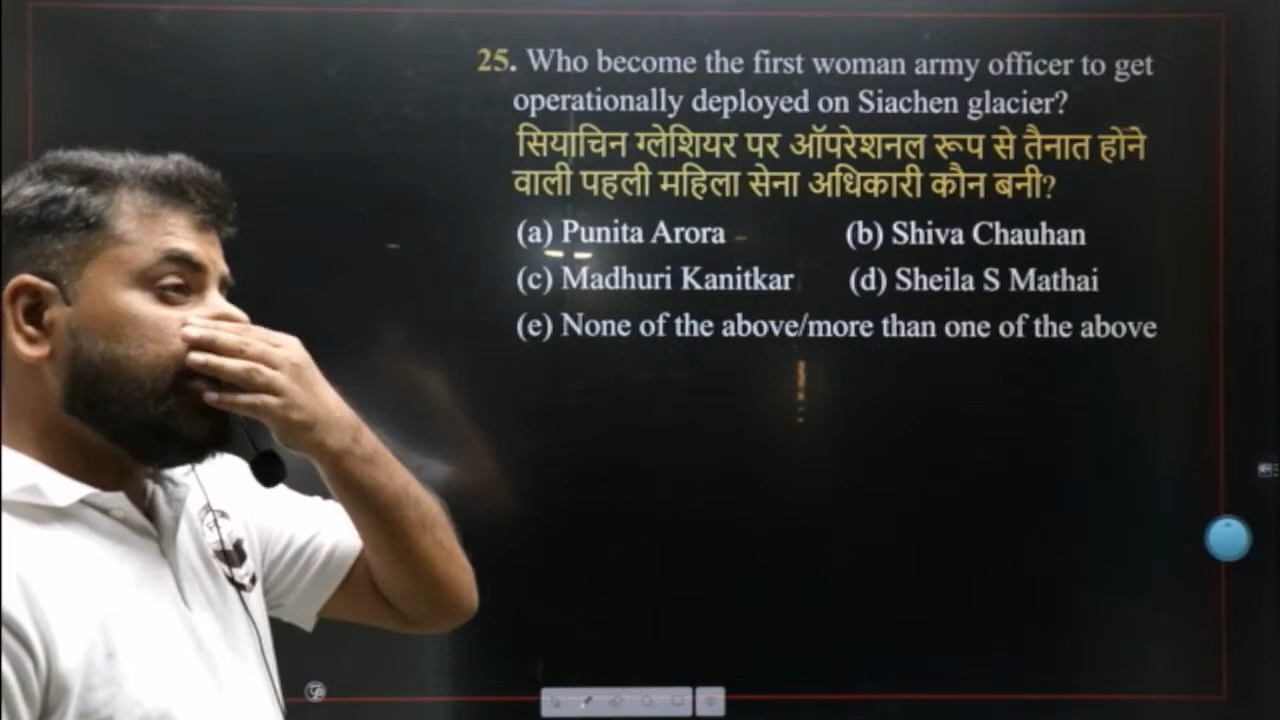 25. Who become the first woman army officer to get
operationally deployed on Siachen glacier?
सियाचिन ग्लेशियर पर ऑपरेशनल रूप से तैनात होने
वाली पहली महिला सेना अधिकारी कौन बनी?
(a) Punita Arora (b) Shiva Chauhan
(c) Madhuri Kanitkar (d) Sheila S Mathai
(e) None of the above/more than one of the above